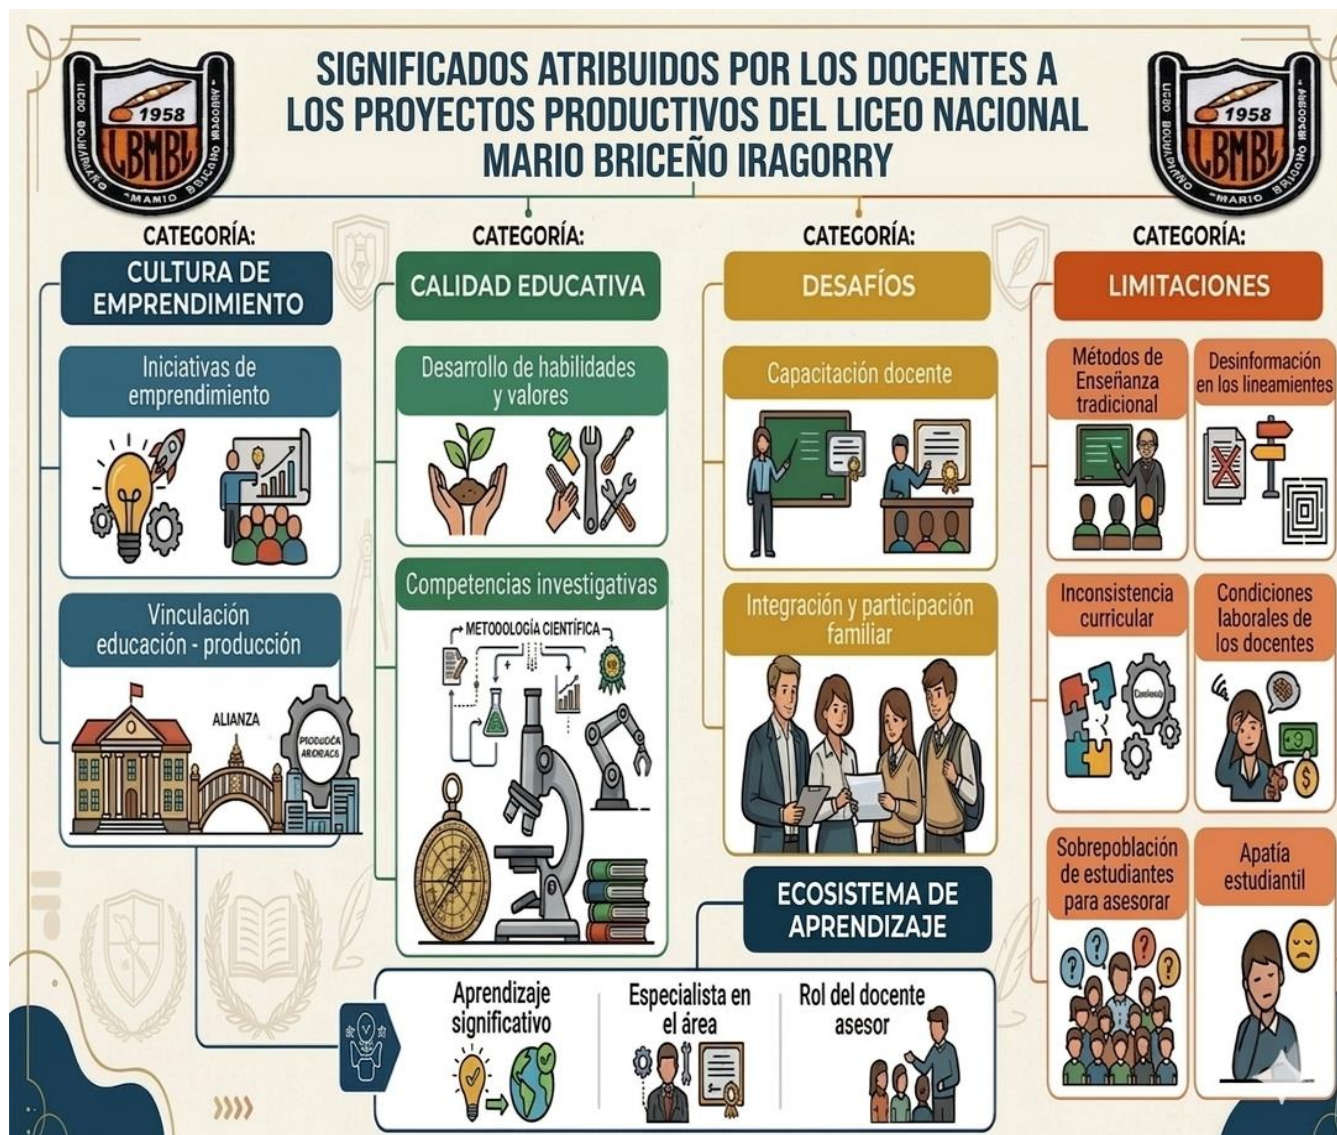 SIGNIFICADOS ATRIBUIDOS POR LOS DOCENTES A
LOS PROYECTOS PRODUCTIVOS DEL LICEO NACIONAL
MARIO BRICEÑO IRAGORRY
1958
LBMBI
1958
LBMBI
MARIO
CATEGORÍA:
CULTURA DE
EMPRENDIMIENTO
Iniciativas de
emprendimiento
Vinculación
educación - producción
ALIANZA
CATEGORÍA:
CALIDAD EDUCATIVA
Desarrollo de habilidades
y valores
Competencias investigativas
METODOLOGÍA CIENTÍFICA
CATEGORÍA:
DESAFÍOS
Capacitación docente
Integración y participación
familiar
CATEGORÍA:
LIMITACIONES
Métodos de
Enseñanza
tradicional
Desinformación
en los lineamientos
Inconsistencia
curricular
Condiciones
laborales de
los docentes
$
Sobrepoblación
de estudiantes
para asesorar
? ? ? ?
Apatía
estudiantil
ECOSISTEMA DE
APRENDIZAJE
Aprendizaje
significativo
Especialista en
el área
Rol del docente
asesor